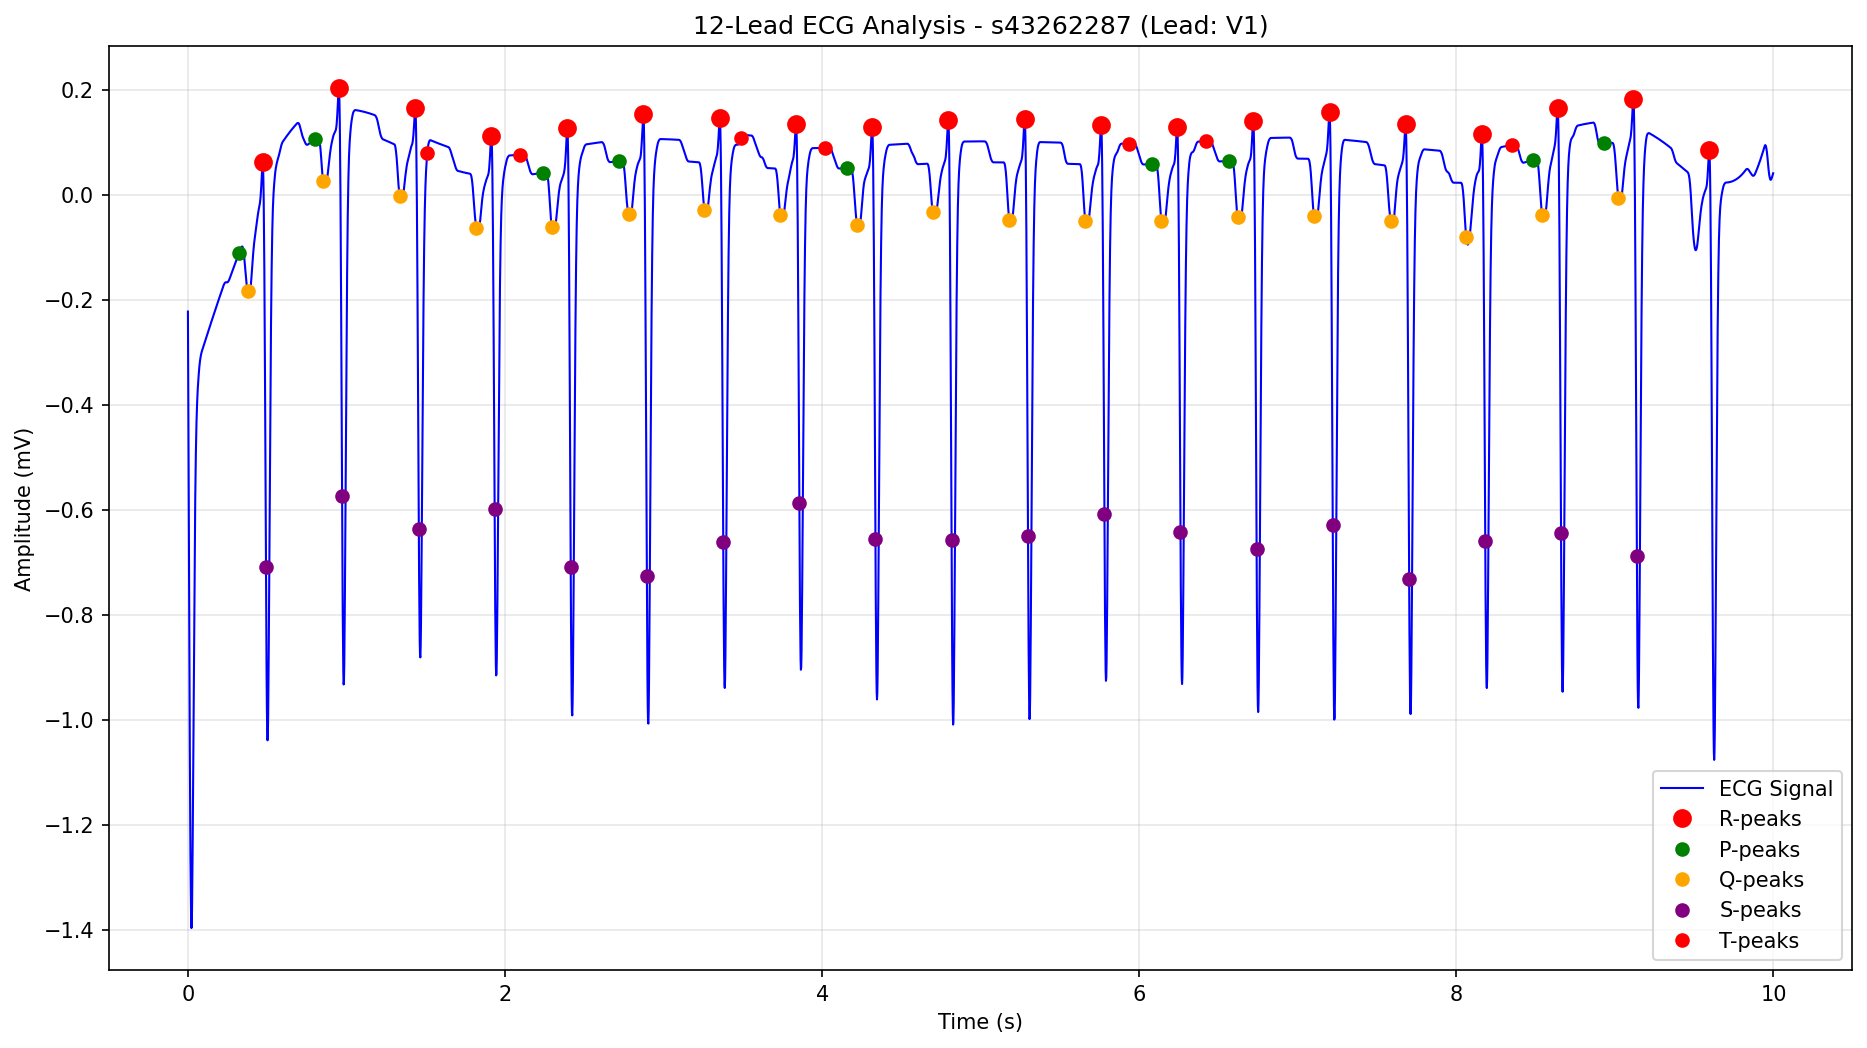 12-Lead ECG Analysis - s43262287 (Lead: V1)
Amplitude (mV)
0.2
0.0
−0.2
−0.4
−0.6
−0.8
−1.0
−1.2
−1.4
ECG Signal
R-peaks
P-peaks
Q-peaks
S-peaks
T-peaks
0 2 4 6 8 10
Time (s)